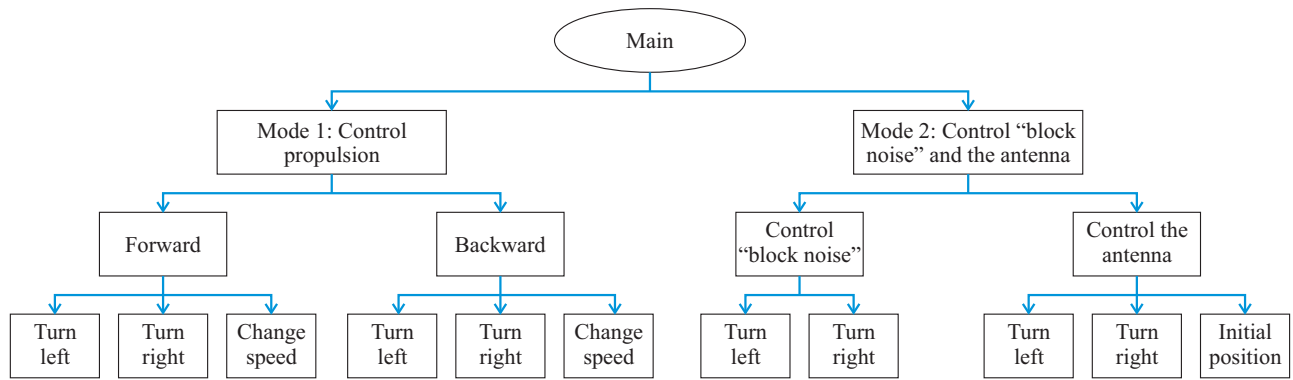 Main
Mode 1: Control
propulsion
Mode 2: Control “block
noise” and the antenna
Forward
Backward
Control
“block noise”
Control the
antenna
Turn
left
Turn
right
Change
speed
Turn
left
Turn
right
Change
speed
Turn
left
Turn
right
Turn
left
Turn
right
Initial
position